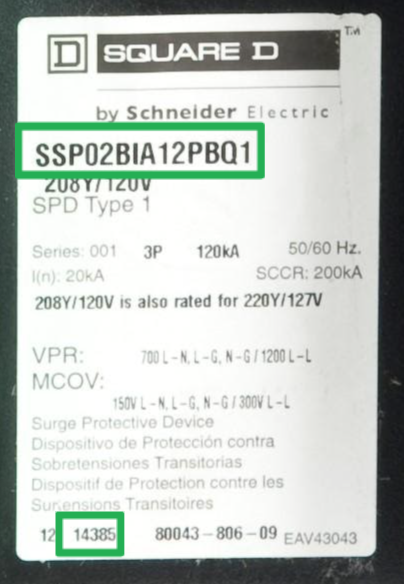 D SQUARE D TM
by Schneider Electric
SSP02BIA12PBQ1
208Y/120V
SPD Type 1
Series: 001 3P 120kA 50/60 Hz.
I(n): 20kA SCCR: 200kA
208Y/120V is also rated for 220Y/127V
VPR: 700 L-N, L-G, N-G / 1200 L-L
MCOV:
150V L-N, L-G, N-G / 300V L-L
Surge Protective Device
Dispositivo de Protección contra
Sobretensiones Transitorias
Dispositif de Protection contre les
Surtensions Transitoires
12 14385 80043-806-09 EAV43043